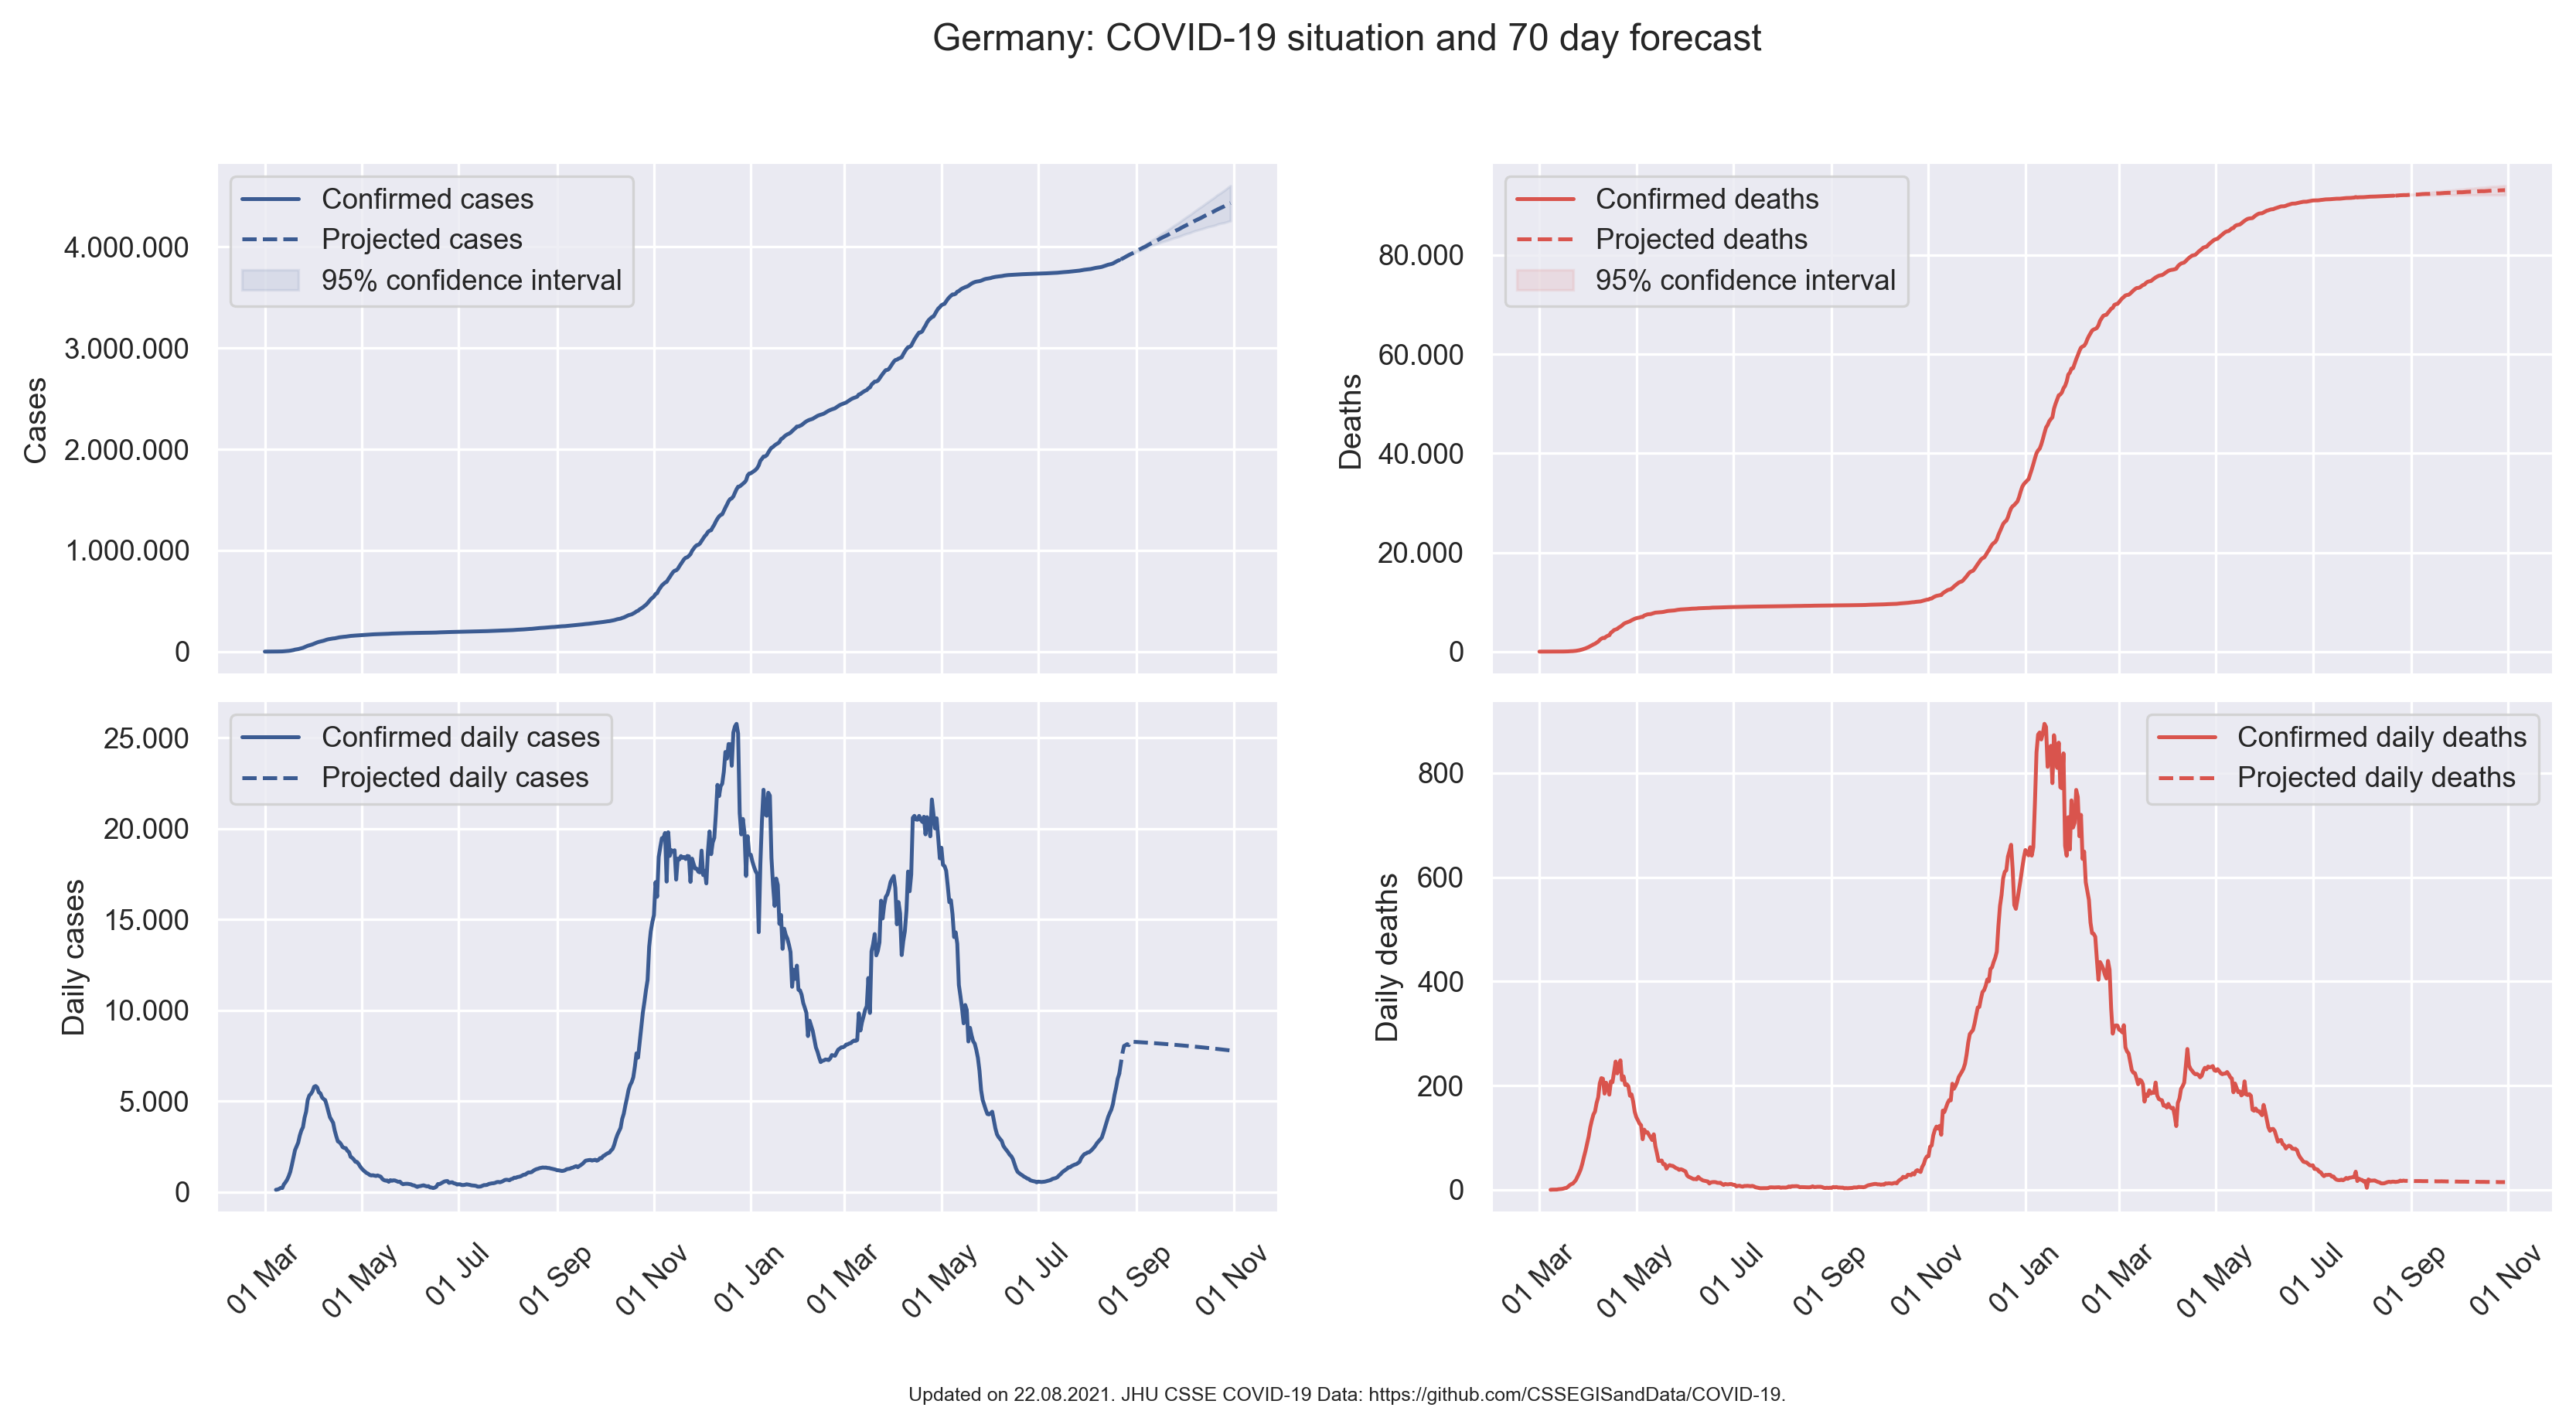 Germany: COVID-19 situation and 70 day forecast
Confirmed cases
Projected cases
95% confidence interval
Cases
4.000.000
3.000.000
2.000.000
1.000.000
0
Confirmed deaths
Projected deaths
95% confidence interval
Deaths
80.000
60.000
40.000
20.000
0
Confirmed daily cases
Projected daily cases
Daily cases
25.000
20.000
15.000
10.000
5.000
0
01 Mar
01 May
01 Jul
01 Sep
01 Nov
01 Jan
01 Mar
01 May
01 Jul
01 Sep
01 Nov
Confirmed daily deaths
Projected daily deaths
Daily deaths
800
600
400
200
0
01 Mar
01 May
01 Jul
01 Sep
01 Nov
01 Jan
01 Mar
01 May
01 Jul
01 Sep
01 Nov
Updated on 22.08.2021. JHU CSSE COVID-19 Data: https://github.com/CSSEGISandData/COVID-19.